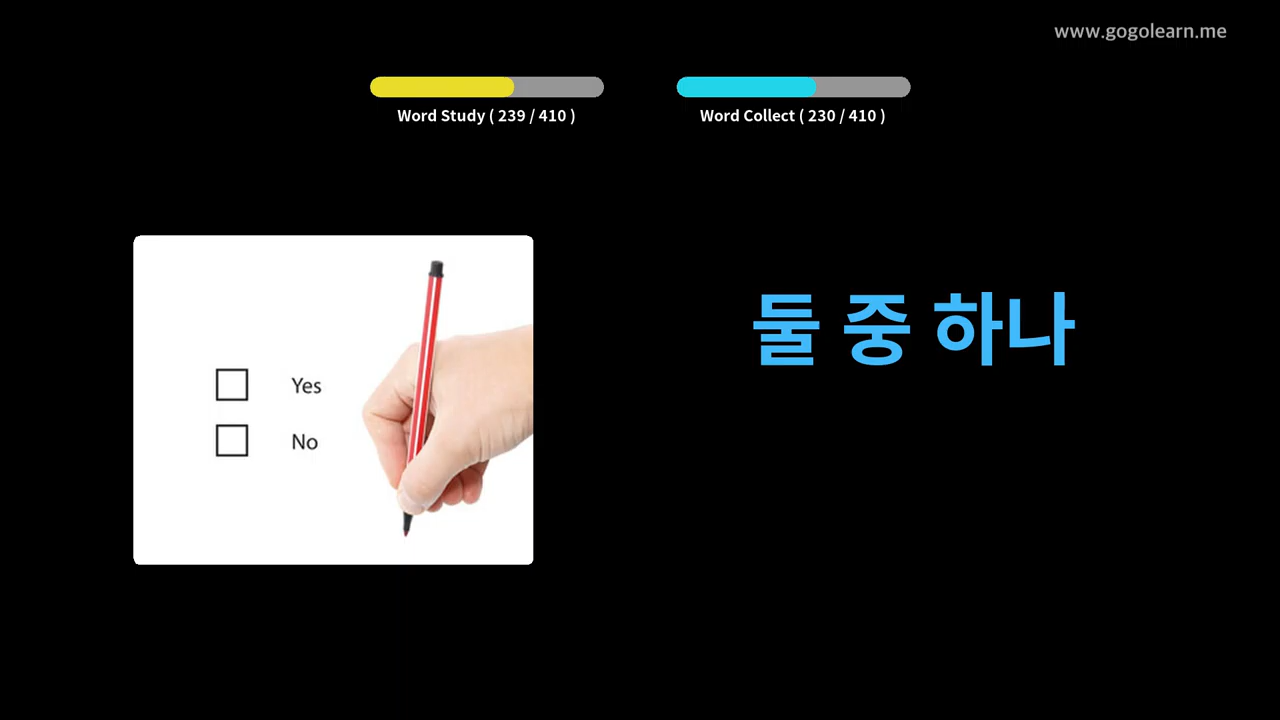 www.gogolearn.me
Word Study ( 239 / 410 )
Word Collect ( 230 / 410 )
둘 중 하나
Yes
No